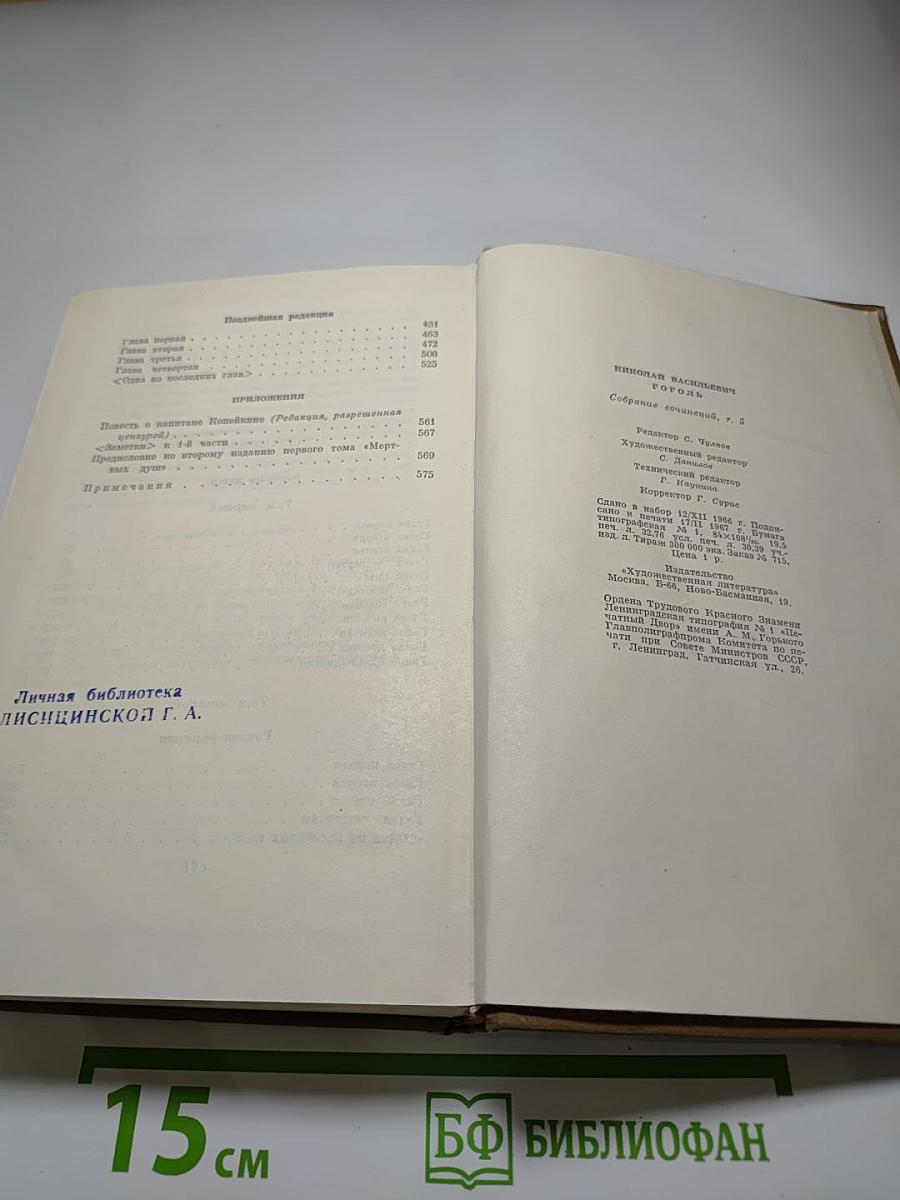 Позднейшая редакция
Глава первая . . . . . . . . . . . . . . . . 431
Глава вторая . . . . . . . . . . . . . . . . 463
Глава третья . . . . . . . . . . . . . . . . 472
Глава четвертая . . . . . . . . . . . . . . . 506
<Одна из последних глав> . . . . . . . . . . . 525
ПРИЛОЖЕНИЯ
Повесть о капитане Копейкине (Редакция, разрешенная
цензурой) . . . . . . . . . . . . . . . . 561
<Заметки> к 1-й части . . . . . . . . . . . . 567
Предисловие ко второму изданию первого тома «Мерт-
вых душ» . . . . . . . . . . . . . . . . 569
Примечания . . . . . . . . . . . . . . . . 575
Личная библиотека
ЛИСИЦИНСКОЙ Г. А.
НИКОЛАЙ ВАСИЛЬЕВИЧ
ГОГОЛЬ
Собрание сочинений, т. 5
Редактор С. Чулков
Художественный редактор
С. Данилов
Технический редактор
Г. Каунина
Корректор Г. Сурис
Сдано в набор 12/XII 1966 г. Подпи-
сано к печати 17/II 1967 г. Бумага
типографская № 1, 84×108 1/32. 19,5
печ. л. 32,76 усл. печ. л. 30,39 уч.-
изд. л. Тираж 300 000 экз. Заказ № 715.
Цена 1 р.
Издательство
«Художественная литература»
Москва, Б-66, Ново-Басманная, 19.
Ордена Трудового Красного Знамени
Ленинградская типография № 1 «Пе-
чатный Двор» имени А. М. Горького
Главполиграфпрома Комитета по пе-
чати при Совете Министров СССР,
г. Ленинград, Гатчинская ул., 26.
15 см
БФ БИБЛИОФАН